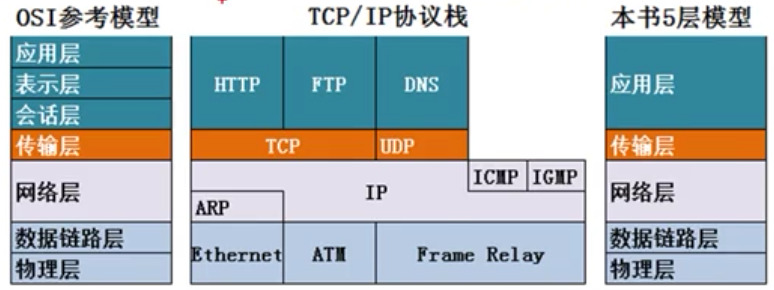 OSI参考模型
TCP/IP协议栈
本书5层模型
应用层
表示层
会话层
传输层
网络层
数据链路层
物理层
HTTP
FTP
DNS
TCP
UDP
ICMP
IGMP
IP
ARP
Ethernet
ATM
Frame Relay
应用层
传输层
网络层
数据链路层
物理层